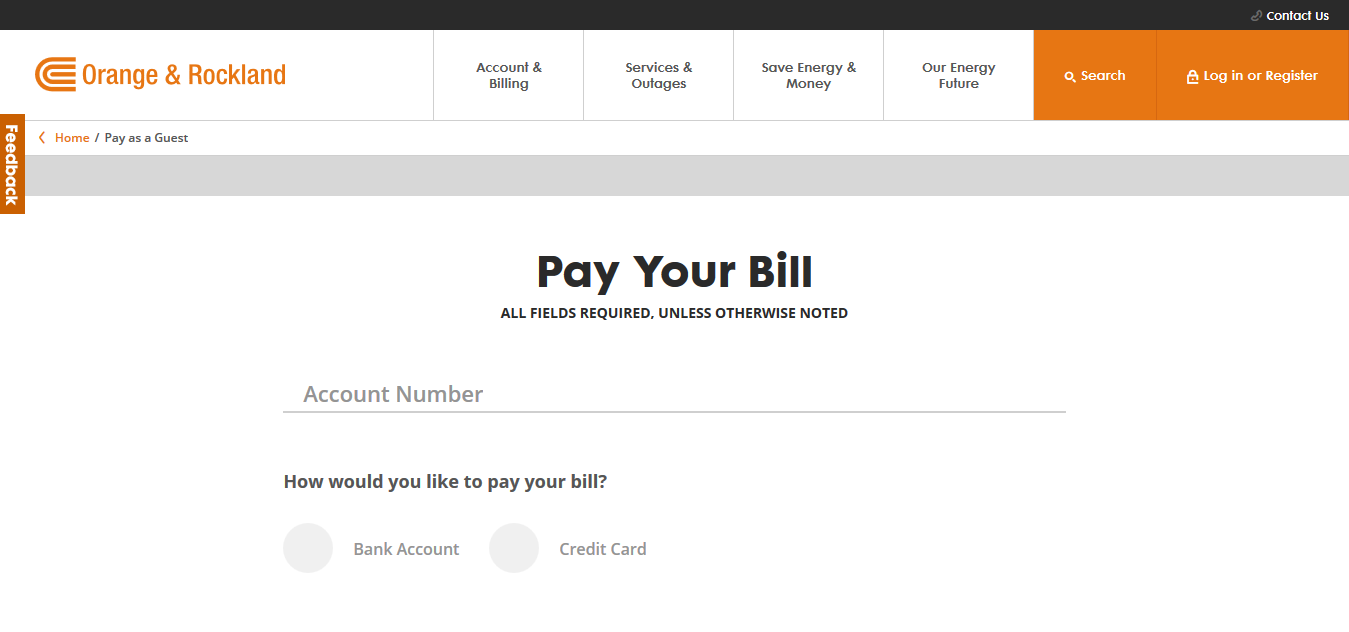 Contact Us
Orange & Rockland
Account &
Billing
Services &
Outages
Save Energy &
Money
Our Energy
Future
Search
Log in or Register
Feedback
Home / Pay as a Guest
Pay Your Bill
ALL FIELDS REQUIRED, UNLESS OTHERWISE NOTED
Account Number
How would you like to pay your bill?
Bank Account
Credit Card